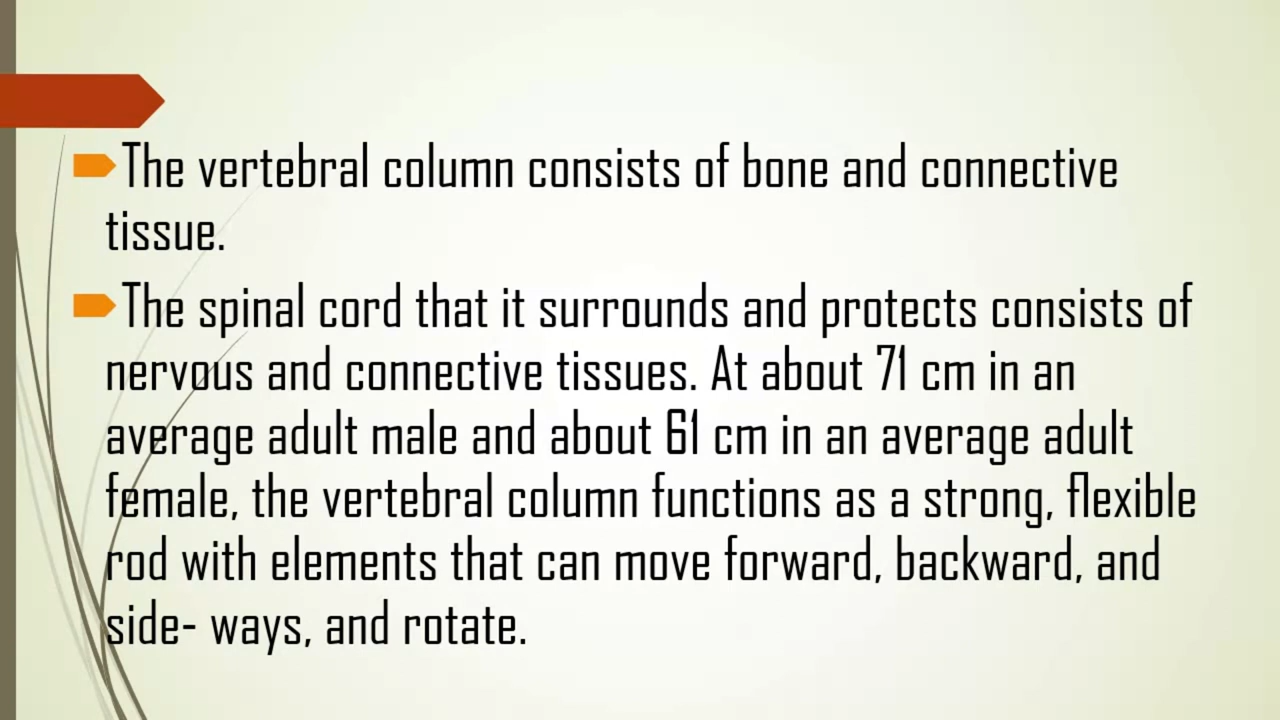 The vertebral column consists of bone and connective
tissue.
The spinal cord that it surrounds and protects consists of
nervous and connective tissues. At about 71 cm in an
average adult male and about 61 cm in an average adult
female, the vertebral column functions as a strong, flexible
rod with elements that can move forward, backward, and
side- ways, and rotate.